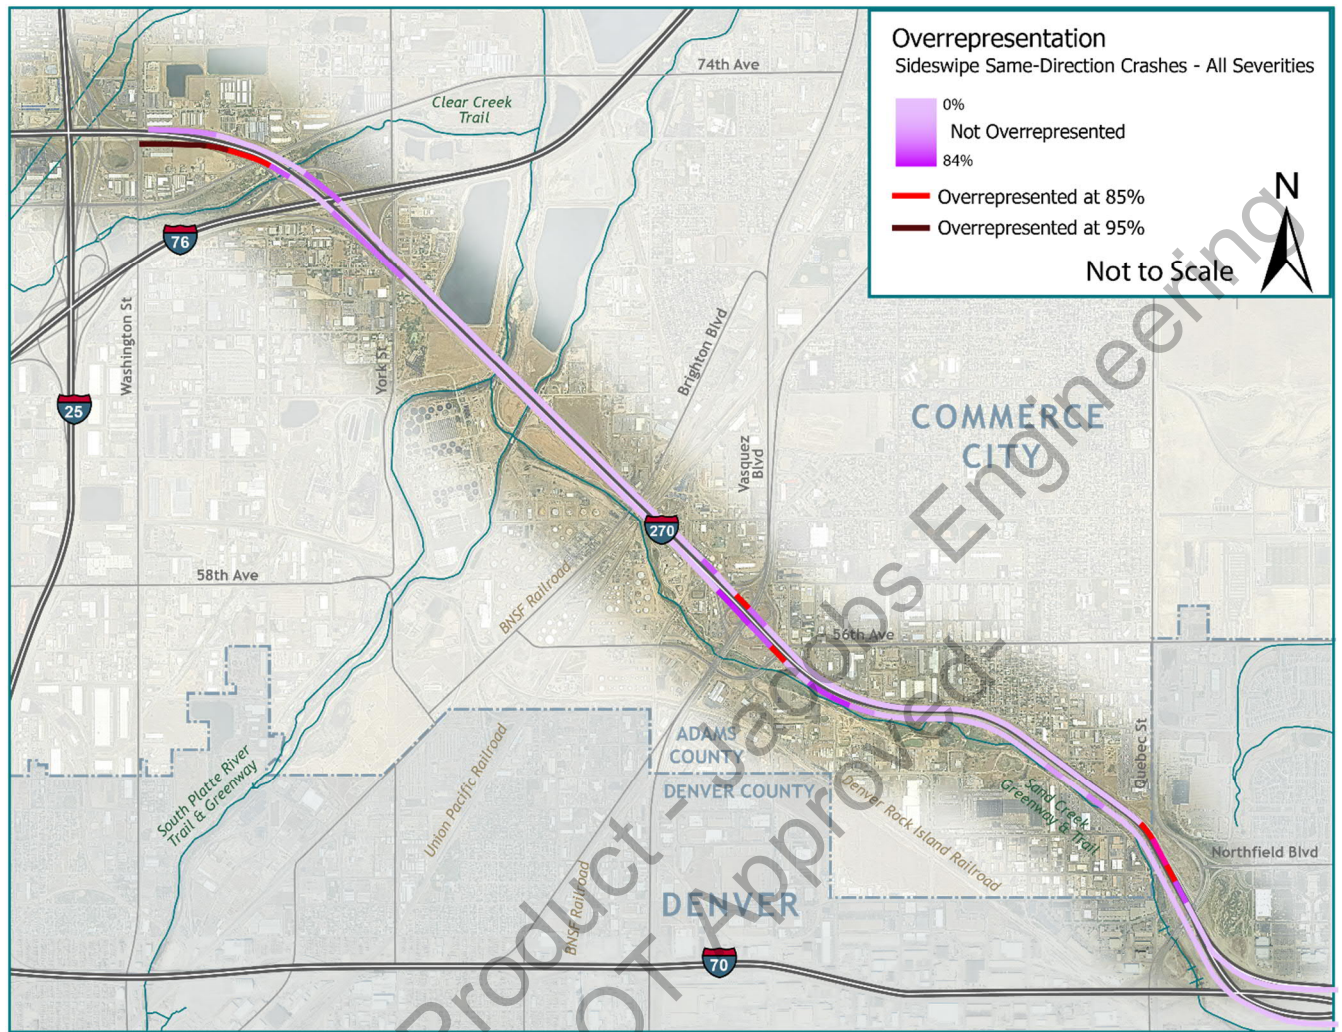 Overrepresentation
Sideswipe Same-Direction Crashes - All Severities
0%
Not Overrepresented
84%
Overrepresented at 85%
Overrepresented at 95%
N
Not to Scale
74th Ave
Clear Creek
Trail
76
Washington St
York St
25
Brighton Blvd
COMMERCE
CITY
Vasquez
Blvd
270
58th Ave
BNSF Railroad
56th Ave
ADAMS
COUNTY
DENVER COUNTY
Quebec St
South Platte River
Trail & Greenway
Union Pacific Railroad
Denver Rock Island Railroad
Sand Creek
Greenway & Trail
Northfield Blvd
BNSF Railroad
DENVER
70
Product - Jacobs Engineering
OT Approved-